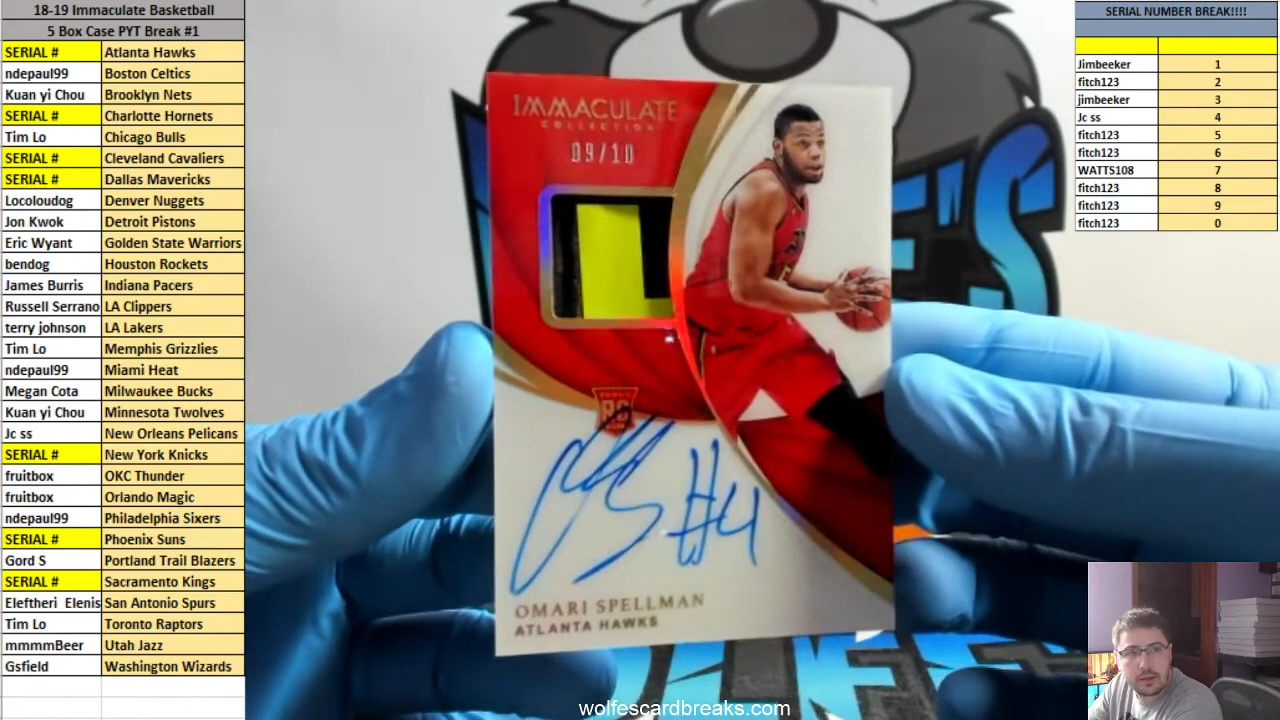 18-19 Immaculate Basketball
5 Box Case PYT Break #1
SERIAL # Atlanta Hawks
ndepaul99 Boston Celtics
Kuan yi Chou Brooklyn Nets
SERIAL # Charlotte Hornets
Tim Lo Chicago Bulls
SERIAL # Cleveland Cavaliers
SERIAL # Dallas Mavericks
Locoloudog Denver Nuggets
Jon Kwok Detroit Pistons
Eric Wyant Golden State Warriors
bendog Houston Rockets
James Burris Indiana Pacers
Russell Serrano LA Clippers
terry johnson LA Lakers
Tim Lo Memphis Grizzlies
ndepaul99 Miami Heat
Megan Cota Milwaukee Bucks
Kuan yi Chou Minnesota Twolves
Jc ss New Orleans Pelicans
SERIAL # New York Knicks
fruitbox OKC Thunder
fruitbox Orlando Magic
ndepaul99 Philadelphia Sixers
SERIAL # Phoenix Suns
Gord S Portland Trail Blazers
SERIAL # Sacramento Kings
Eleftheri Elenis San Antonio Spurs
Tim Lo Toronto Raptors
mmmmBeer Utah Jazz
Gsfield Washington Wizards
IMMACULATE
COLLECTION
09/10
RC
#4
OMARI SPELLMAN
ATLANTA HAWKS
SERIAL NUMBER BREAK!!!!
Jimbeeker 1
fitch123 2
jimbeeker 3
Jc ss 4
fitch123 5
fitch123 6
WATTS108 7
fitch123 8
fitch123 9
fitch123 0
wolfescardbreaks.com